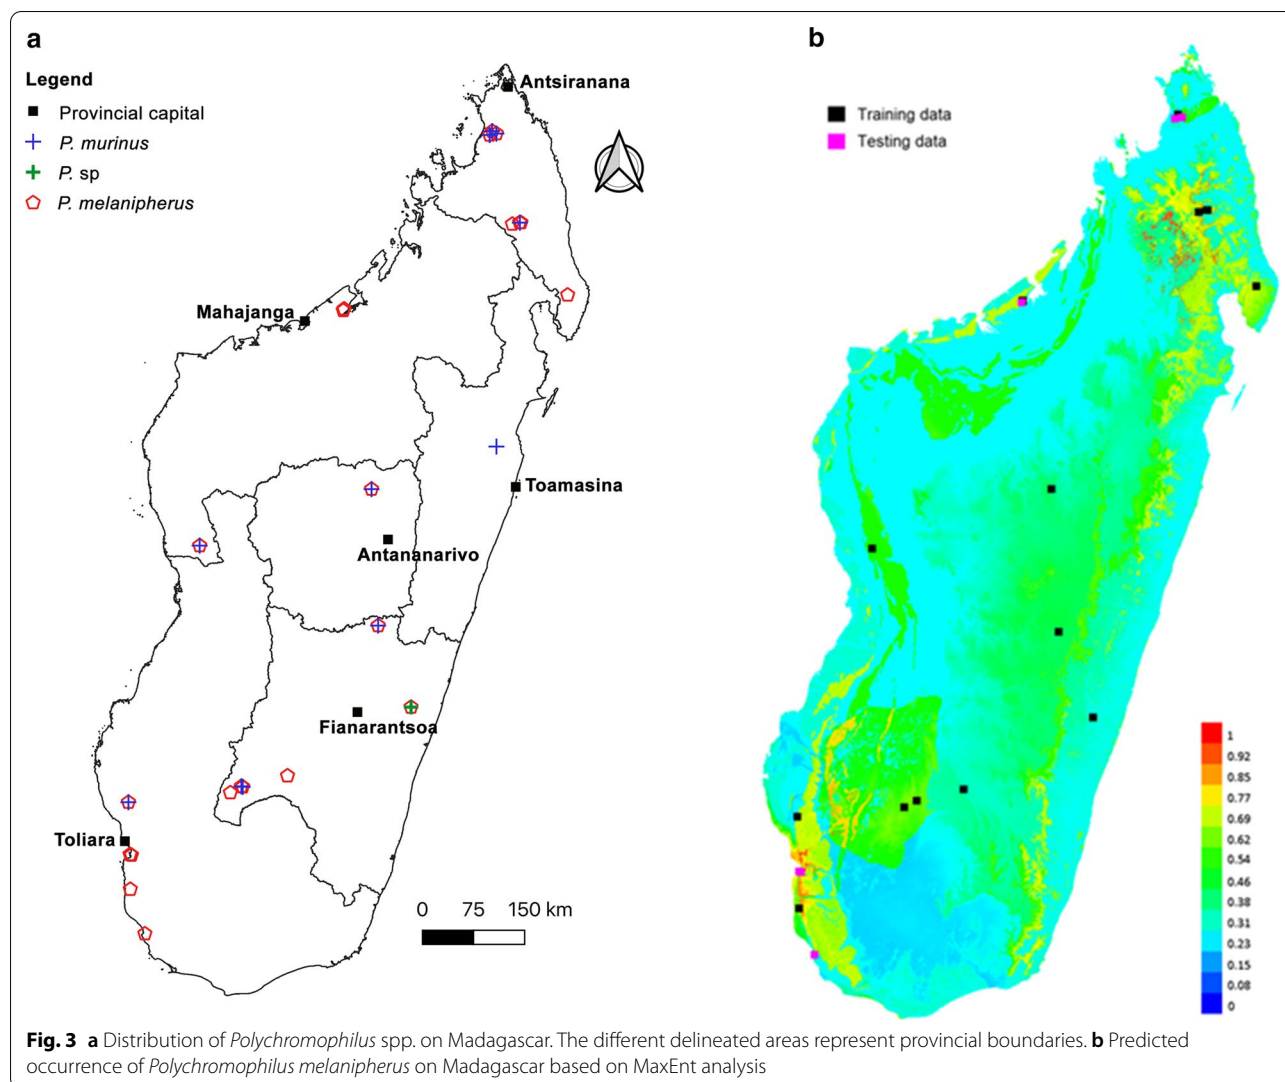 a
Legend
Provincial capital
P. murinus
P. sp
P. melanipherus
Antsiranana
Mahajanga
Toamasina
Antananarivo
Fianarantsoa
Toliara
0 75 150 km
b
Training data
Testing data
1
0.92
0.85
0.77
0.69
0.62
0.54
0.46
0.38
0.31
0.23
0.15
0.08
0
Fig. 3 a Distribution of Polychromophilus spp. on Madagascar. The different delineated areas represent provincial boundaries. b Predicted
occurrence of Polychromophilus melanipherus on Madagascar based on MaxEnt analysis